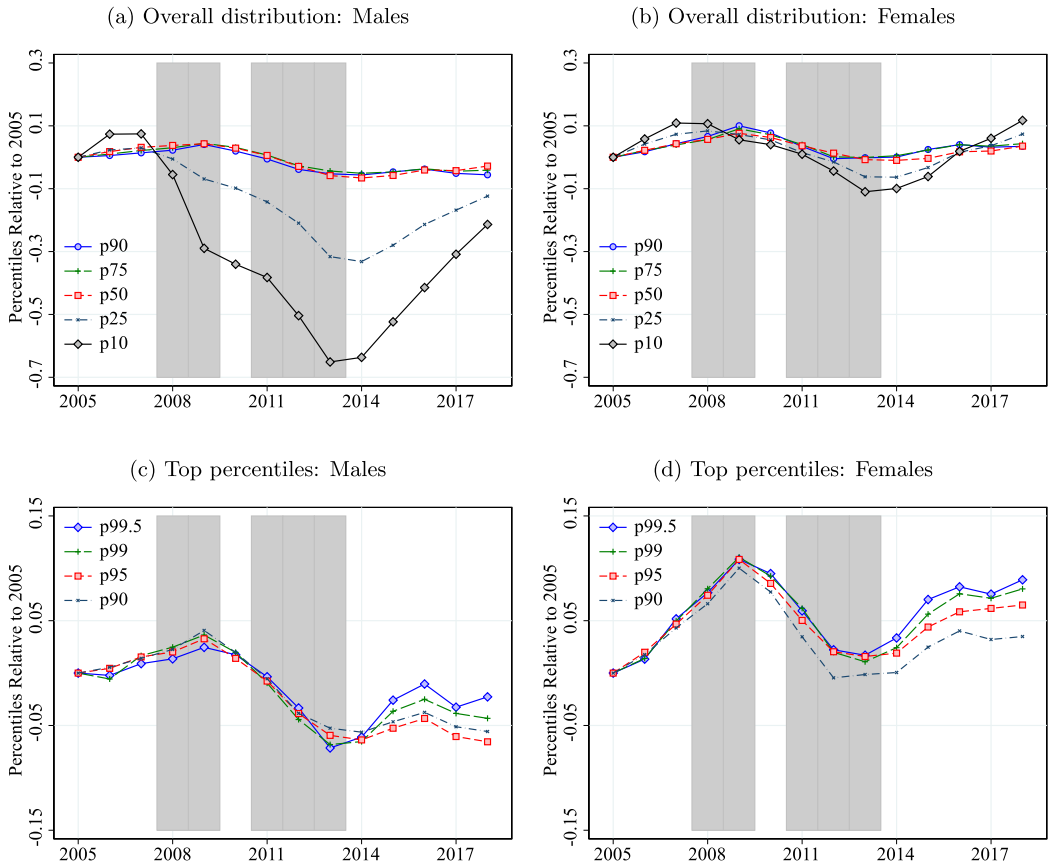 (a) Overall distribution: Males
Percentiles Relative to 2005
0.3
0.1
-0.1
-0.3
-0.5
-0.7
p90
p75
p50
p25
p10
2005 2008 2011 2014 2017
(b) Overall distribution: Females
Percentiles Relative to 2005
0.3
0.1
-0.1
-0.3
-0.5
-0.7
p90
p75
p50
p25
p10
2005 2008 2011 2014 2017
(c) Top percentiles: Males
Percentiles Relative to 2005
0.15
0.05
-0.05
-0.15
p99.5
p99
p95
p90
2005 2008 2011 2014 2017
(d) Top percentiles: Females
Percentiles Relative to 2005
0.15
0.05
-0.05
-0.15
p99.5
p99
p95
p90
2005 2008 2011 2014 2017